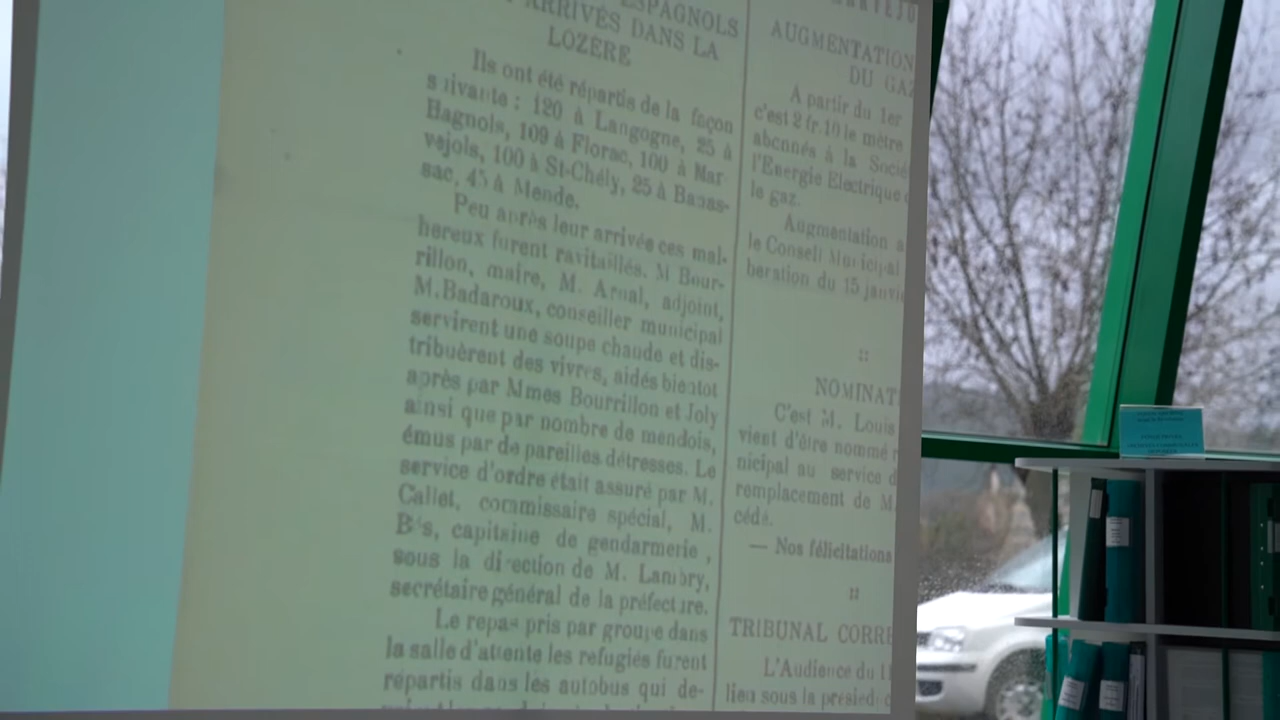 ESPAGNOLS
ARRIVÉS DANS LA
LOZÈRE
Ils ont été répartis de la façon
suivante : 120 à Langogne, 25 à
Bagnols, 109 à Florac, 100 à Mar
vejols, 100 à St-Chély, 25 à Banas-
sac, 45 à Mende.
Peu après leur arrivée ces mal-
hereux furent ravitaillés. M Bour-
rillon, maire, M. Arnal, adjoint,
M.Badaroux, conseiller municipal
servirent une soupe chaude et dis-
tribuèrent des vivres, aidés bientot
après par Mmes Bourrillon et Joly
ainsi que par nombre de mendois,
émus par de pareilles détresses. Le
service d'ordre était assuré par M.
Callet, commissaire spécial, M.
capitaine de gendarmerie,
sous la direction de M. Lambry,
secrétaire général de la préfecture.
Le repas pris par groupe dans
la salle d'attente les refugiés furent
répartis dans les autobus qui de-
AUGMENTATION
DU GAZ
A partir du 1er
c'est 2 fr.10 le mètre
abonnés à la Socié
l'Energie Electrique
le gaz.
Augmentation a
le Conseil Municipal
bération du 15 janvi
::
NOMINAT
C'est M. Louis
vient d'être nommé
nicipal au service d
remplacement de M.
cédé.
— Nos félicitations
::
TRIBUNAL CORRE
L'Audience du 1
lieu sous la présid